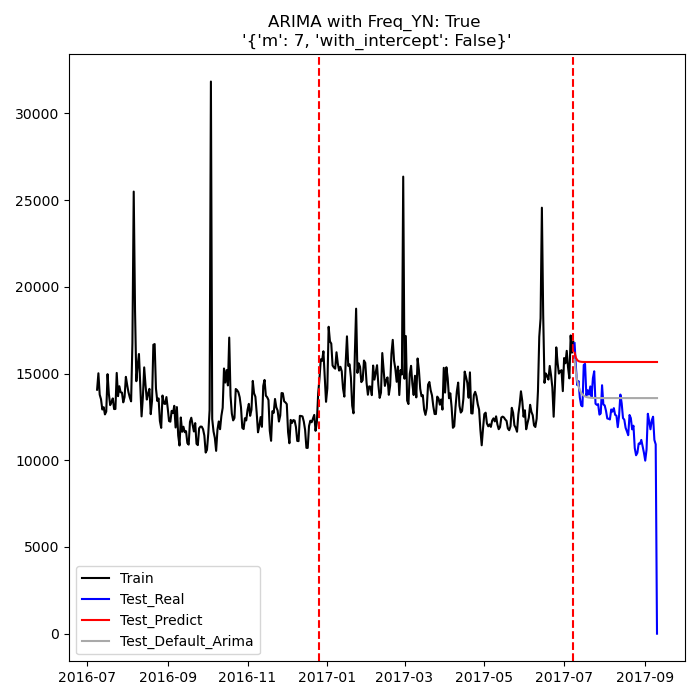 ARIMA with Freq_YN: True
'{'m': 7, 'with_intercept': False}'
30000
25000
20000
15000
10000
5000
0
Train
Test_Real
Test_Predict
Test_Default_Arima
2016-07 2016-09 2016-11 2017-01 2017-03 2017-05 2017-07 2017-09